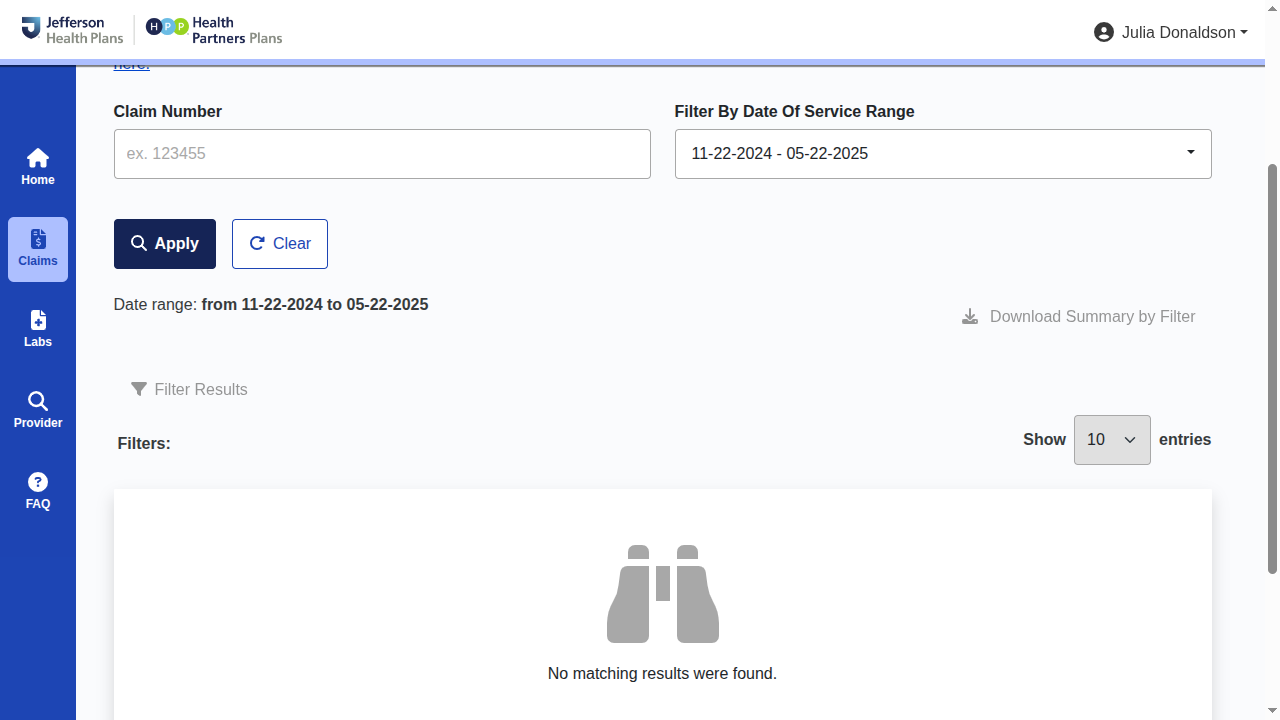 Jefferson
Health Plans
HPP
Health
Partners Plans
Julia Donaldson
here!
Claim Number
Filter By Date Of Service Range
ex. 123455
11-22-2024 - 05-22-2025
Apply
Clear
Date range: from 11-22-2024 to 05-22-2025
Download Summary by Filter
Filter Results
Filters:
Show 10 entries
No matching results were found.
Home
Claims
Labs
Provider
FAQ